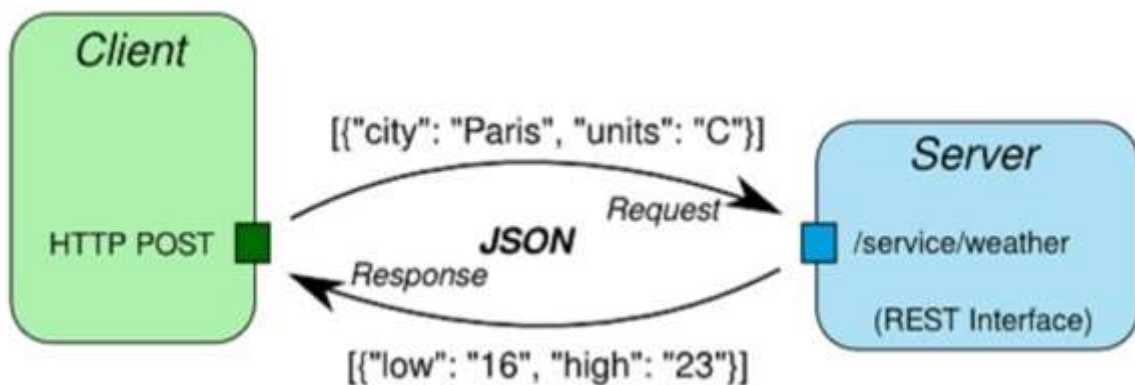 Client
[{"city": "Paris", "units": "C"}]
Server
Request
HTTP POST
JSON
/service/weather
Response
(REST Interface)
[{"low": "16", "high": "23"}]